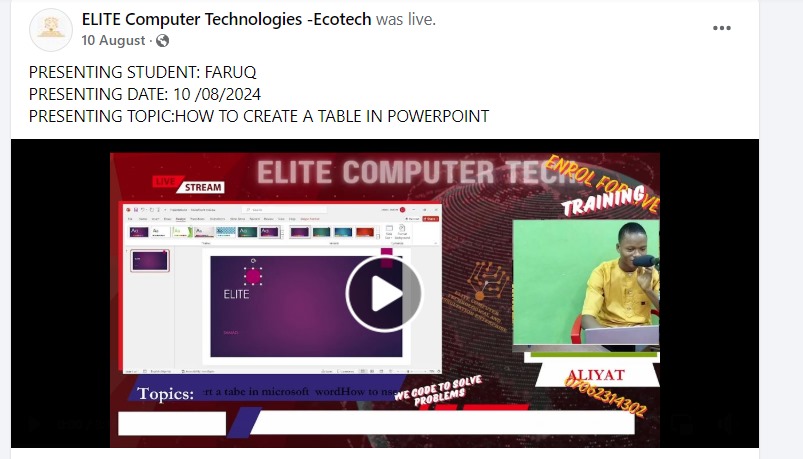 ELITE Computer Technologies -Ecotech was live.
10 August
PRESENTING STUDENT: FARUQ
PRESENTING DATE: 10 /08/2024
PRESENTING TOPIC:HOW TO CREATE A TABLE IN POWERPOINT
ELITE COMPUTER TECH
ENROL FOR
LIVE
STREAM
TRAINING
ELITE
ALIYAT
07062314302
Topics: rt a tabe in microsoft wordHow to
WE CODE TO SOLVE
PROBLEMS